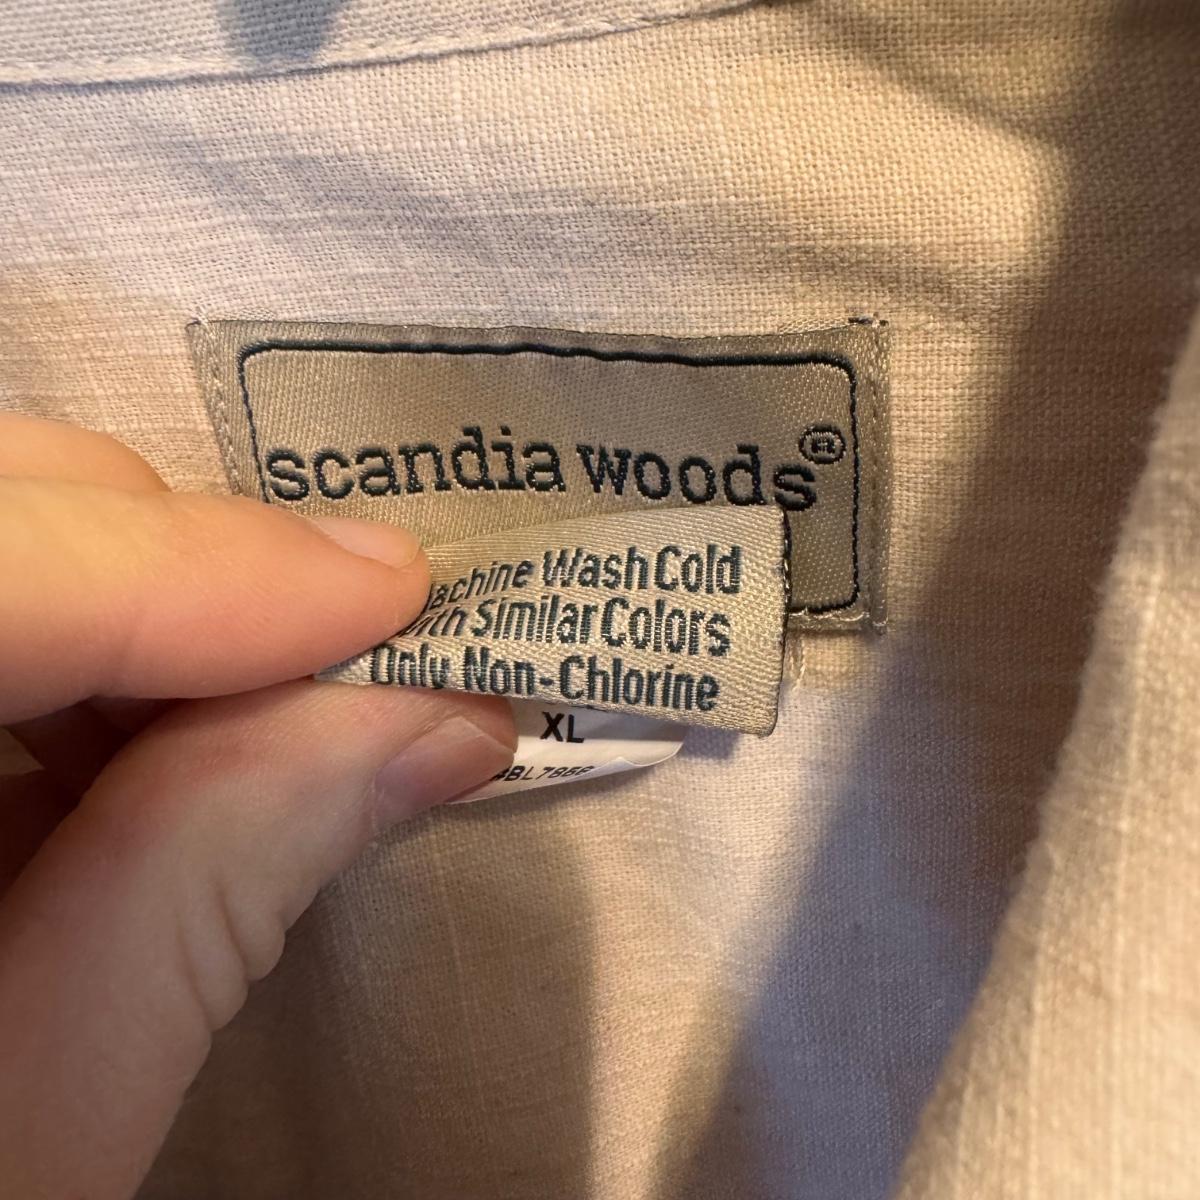 scandia woods®
Machine Wash Cold
with Similar Colors
Only Non-Chlorine
XL